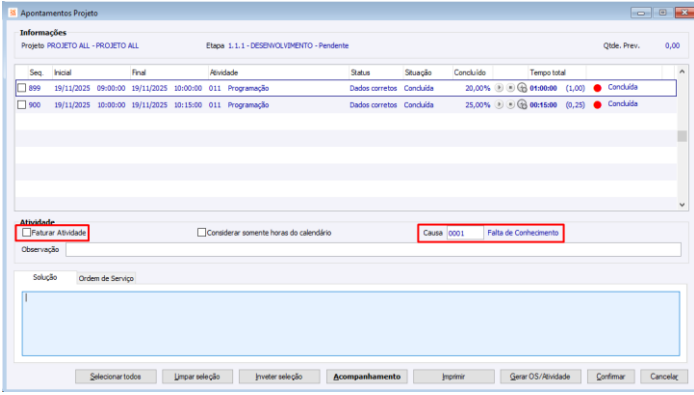 Apontamentos Projeto
Informações
Projeto PROJETO ALL - PROJETO ALL Etapa 1.1.1 - DESENVOLVIMENTO - Pendente Qtde. Prev. 0,00
Seq. Inicial Final Atividade Status Situação Concluído Tempo total
899 19/11/2025 09:00:00 19/11/2025 10:00:00 011 Programação Dados corretos Concluída 20,00% 01:00:00 (1,00) Concluída
900 19/11/2025 10:00:00 19/11/2025 10:15:00 011 Programação Dados corretos Concluída 25,00% 00:15:00 (0,25) Concluída
Atividade
Faturar Atividade Considerar somente horas do calendário Causa 0001 Falta de Conhecimento
Observação
Solução Ordem de Serviço
Selecionar todos Limpar seleção Inveter seleção Acompanhamento Imprimir Gerar OS/Atividade Confirmar Cancelar